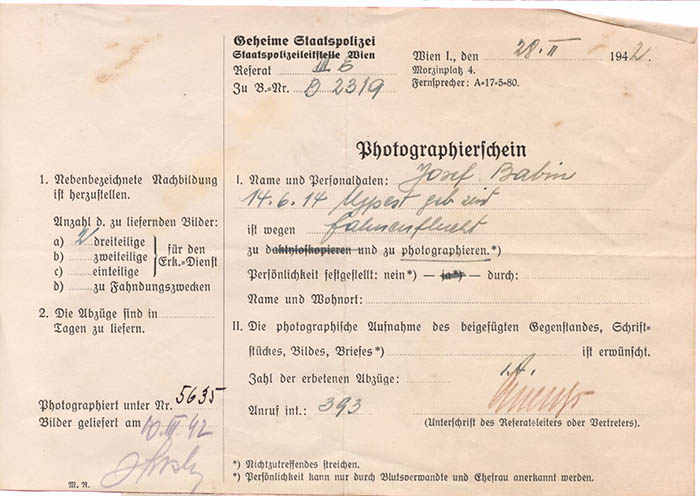 Geheime Staatspolizei
Staatspolizeileitstelle Wien
Referat III E
Zu B.=Nr. B 2319
Wien I., den 28. II 1942.
Morzinplatz 4.
Fernsprecher: A=17=5=80.
Photographierschein
1. Nebenbezeichnete Nachbildung
ist herzustellen.
Anzahl d. zu liefernden Bilder:
a) 2 dreiteilige
b) zweiteilige
c) einteilige
für den
Erk.=Dienst
d) zu Fahndungszwecken
2. Die Abzüge sind in
Tagen zu liefern.
Photographiert unter Nr. 5635
Bilder geliefert am 10. III. 42
M. R.
I. Name und Personaldaten: Josef Babin
14.6.14 geb
ist wegen Fahnenflucht
zu daktyloskopieren und zu photographieren.*)
Persönlichkeit festgestellt: nein*) — ja*) — durch:
Name und Wohnort:
II. Die photographische Aufnahme des beigefügten Gegenstandes, Schrift=
stückes, Bildes, Briefes*) ist erwünscht.
Zahl der erbetenen Abzüge:
I.A.
Anruf int.: 393
(Unterschrift des Referatsleiters oder Vertreters).
*) Nichtzutreffendes streichen.
*) Persönlichkeit kann nur durch Blutsverwandte und Ehefrau anerkannt werden.